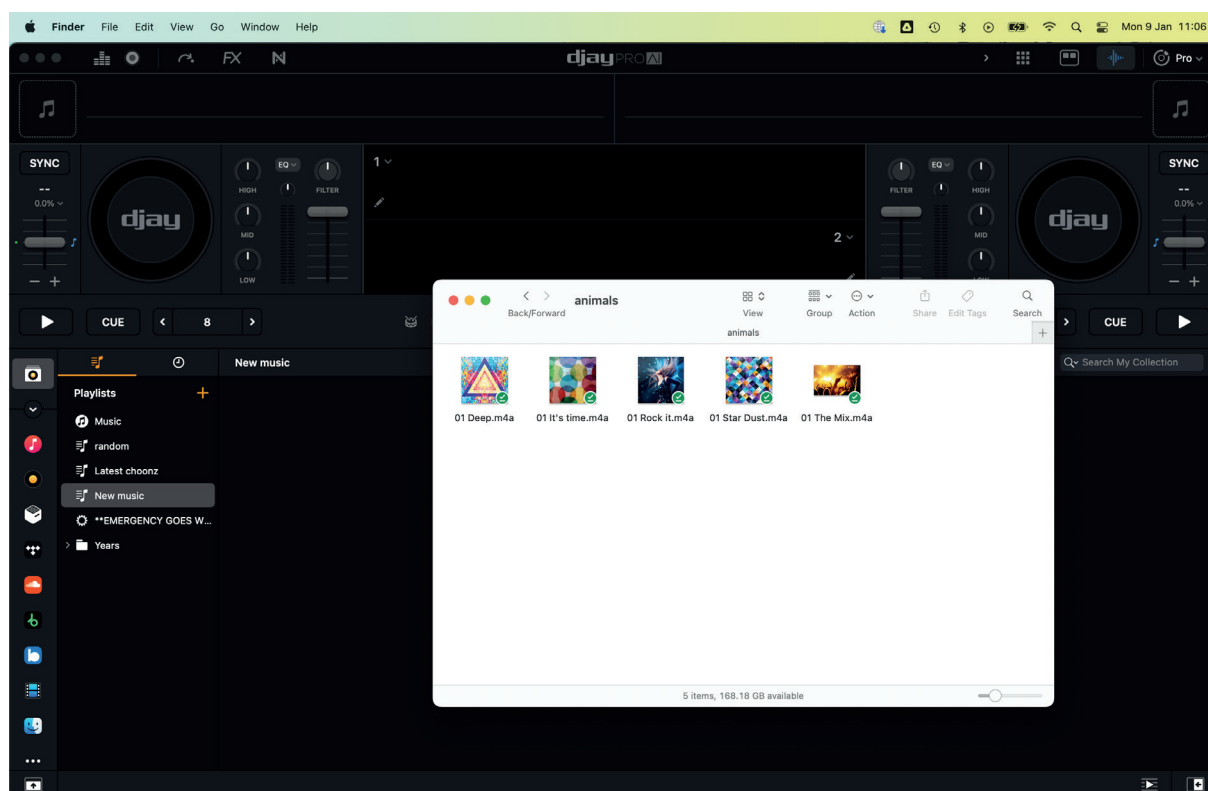 Finder File Edit View Go Window Help Mon 9 Jan 11:06
FX djay PRO AI Pro
SYNC 1 SYNC
EQ EQ
-- --
HIGH FILTER FILTER HIGH
0.0% 0.0%
djay djay
MID 2 MID
− + LOW LOW − +
CUE 8 CUE
animals
Back/Forward View Group Action Share Edit Tags Search
animals
New music Search My Collection
Playlists
Music
random
Latest choonz
New music
**EMERGENCY GOES W...
Years
01 Deep.m4a 01 It's time.m4a 01 Rock it.m4a 01 Star Dust.m4a 01 The Mix.m4a
5 items, 168.18 GB available